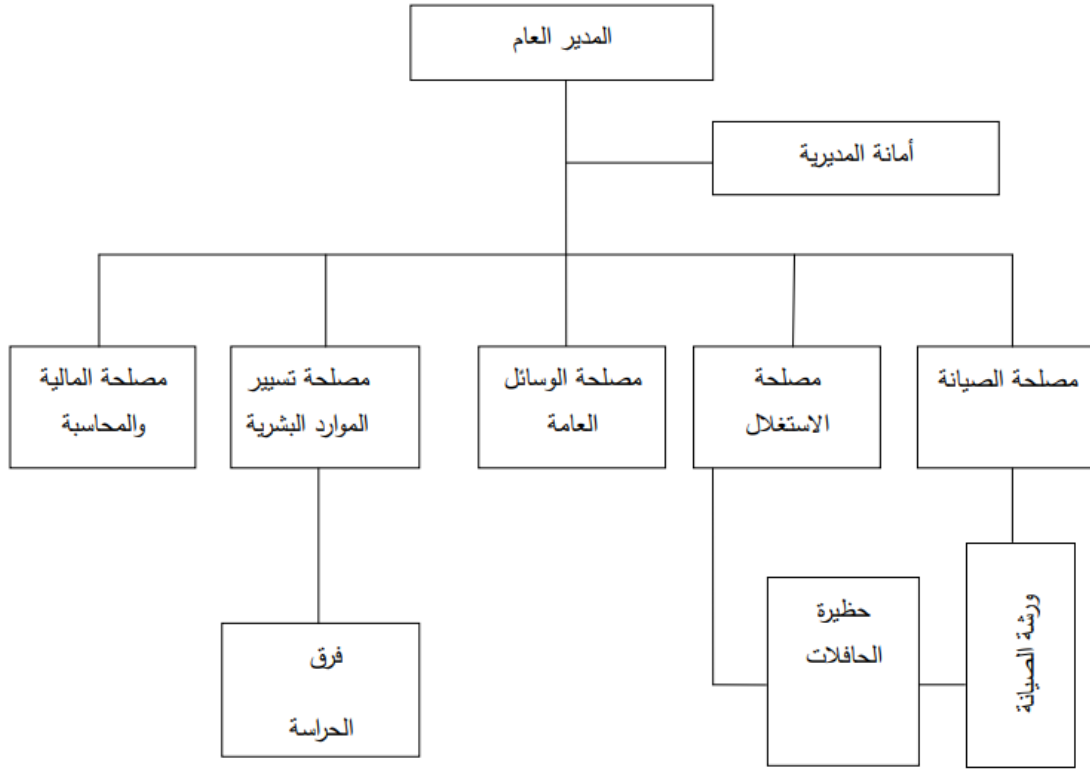 المدير العام
أمانة المديرية
مصلحة الصيانة
مصلحة
الاستغلال
مصلحة الوسائل
العامة
مصلحة تسيير
الموارد البشرية
مصلحة المالية
والمحاسبة
ورشة الصيانة
حظيرة
الحافلات
فرق
الحراسة